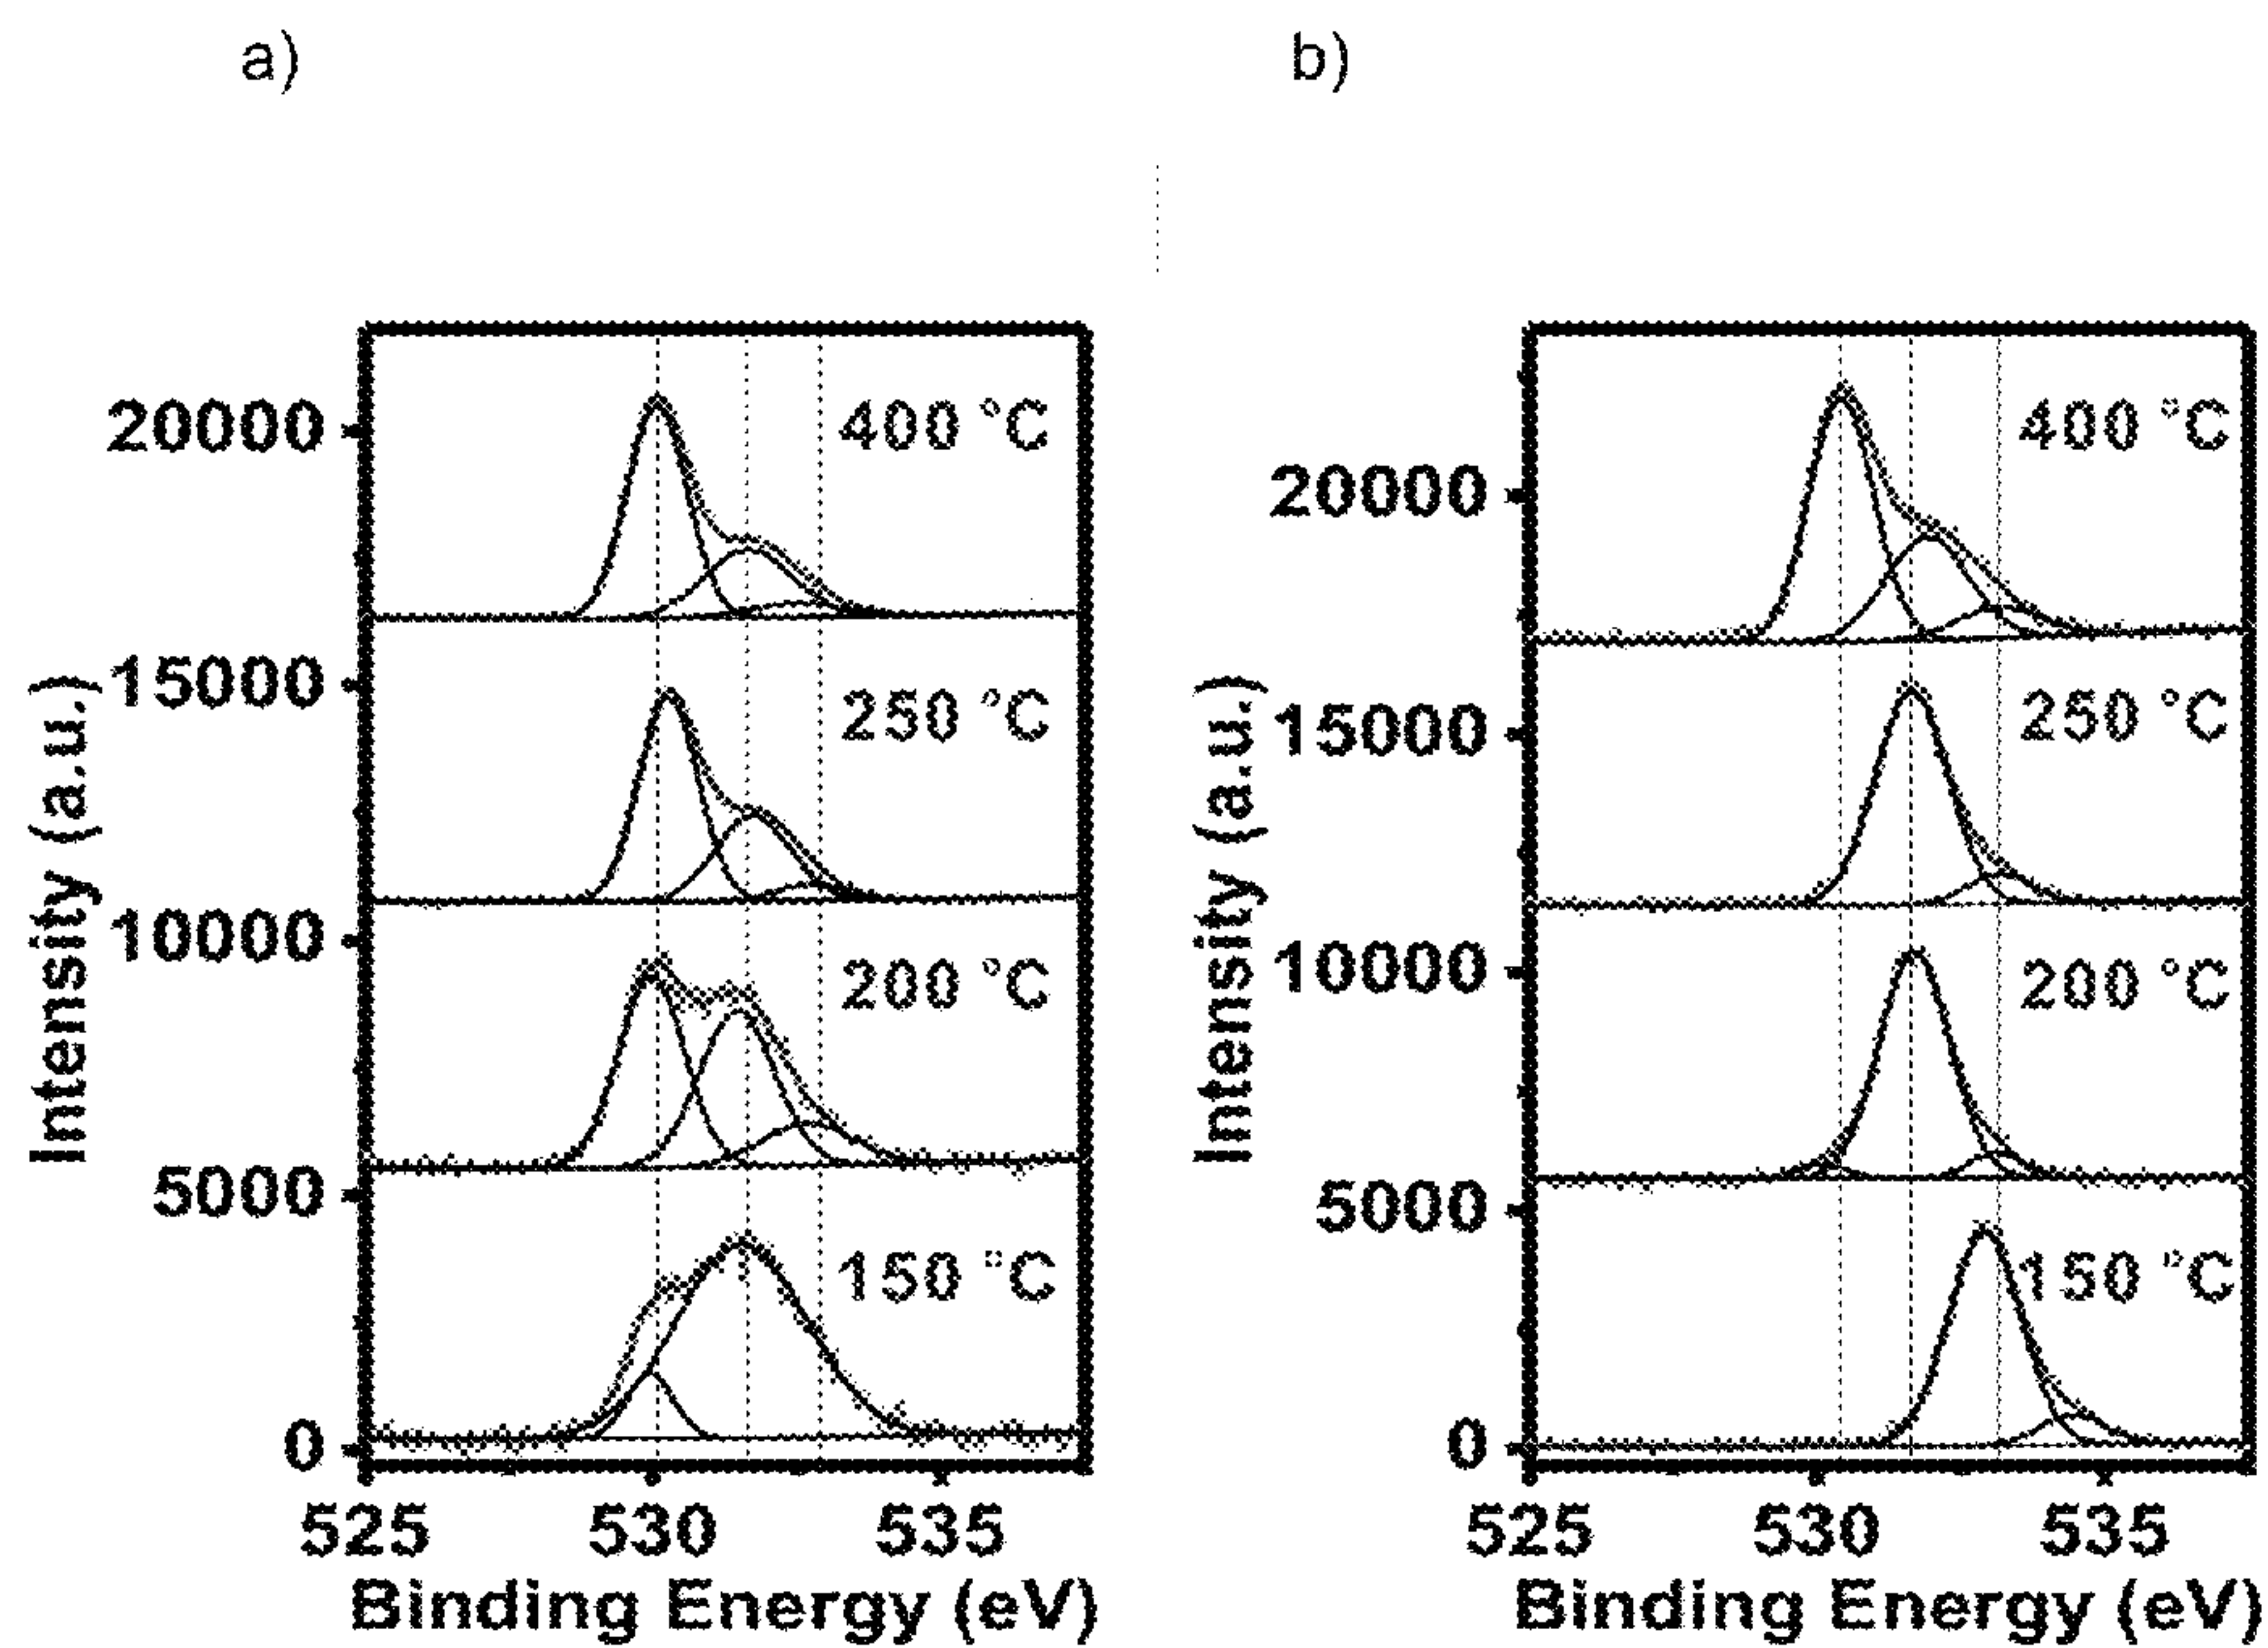 a)
b)
Intensity (a.u.)
20000
15000
10000
5000
0
400 °C
250 °C
200 °C
150 °C
525
530
535
Binding Energy (eV)
Intensity (a.u.)
20000
15000
10000
5000
0
400 °C
250 °C
200 °C
150 °C
525
530
535
Binding Energy (eV)